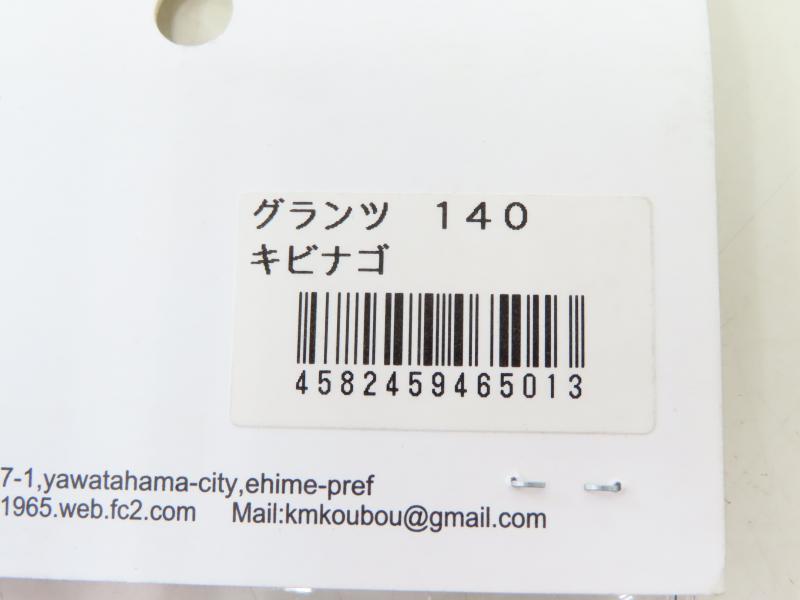 グランツ　１４０
キビナゴ
4582459465013
7-1,yawatahama-city,ehime-pref
1965.web.fc2.com Mail:kmkoubou@gmail.com